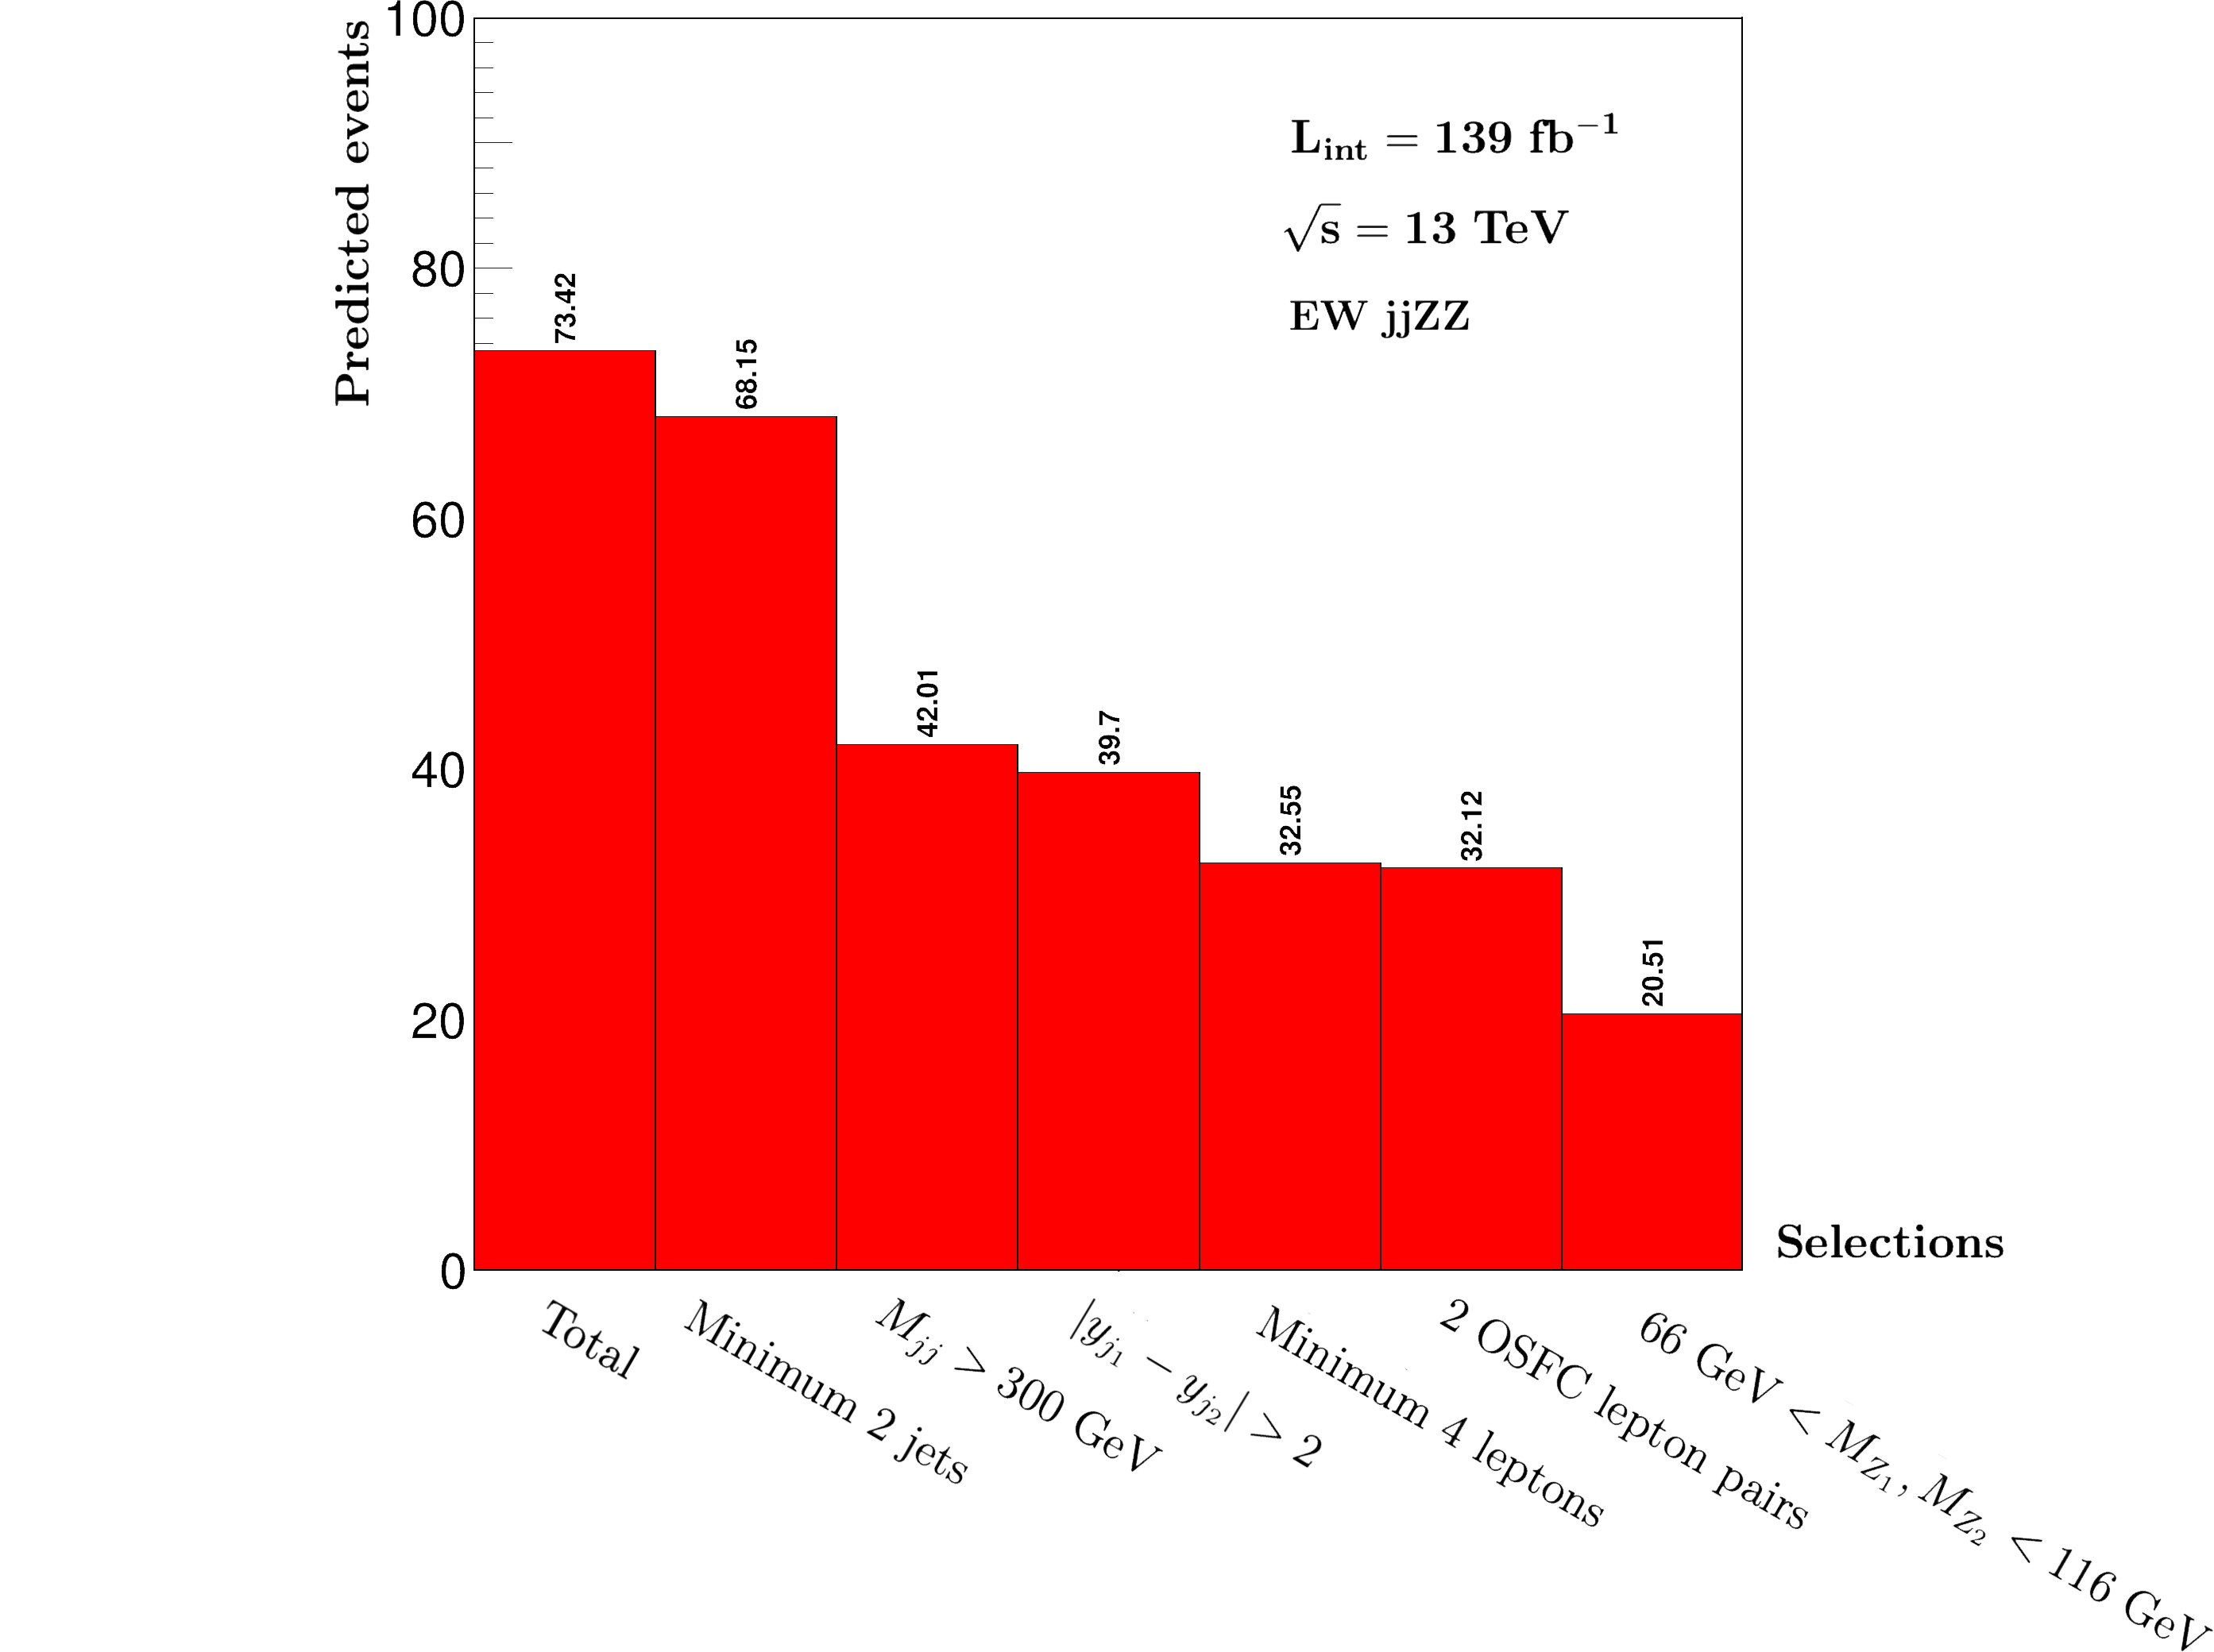 Predicted events
100
80
60
40
20
0
L_int = 139 fb⁻¹
√s = 13 TeV
EW jjZZ
73.42
68.15
42.01
39.7
32.55
32.12
20.51
Selections
Total
Minimum 2 jets
M_jj > 300 GeV
|y_j₁ − y_j₂| > 2
Minimum 4 leptons
2 OSFC lepton pairs
66 GeV < M_Z₁, M_Z₂ < 116 GeV